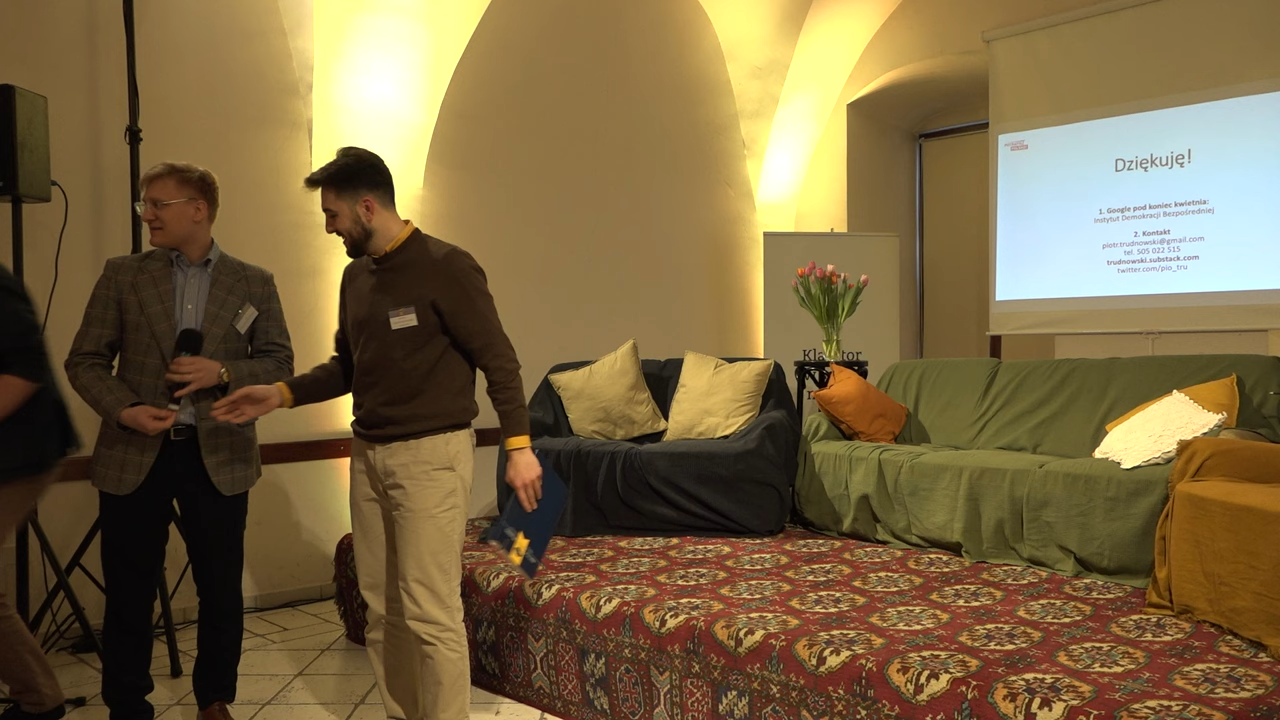 Dziękuję!
1. Google pod koniec kwietnia:
Instytut Demokracji Bezpośredniej
2. Kontakt
piotr.trudnowski@gmail.com
tel. 505 022 515
trudnowski.substack.com
twitter.com/pio_tru